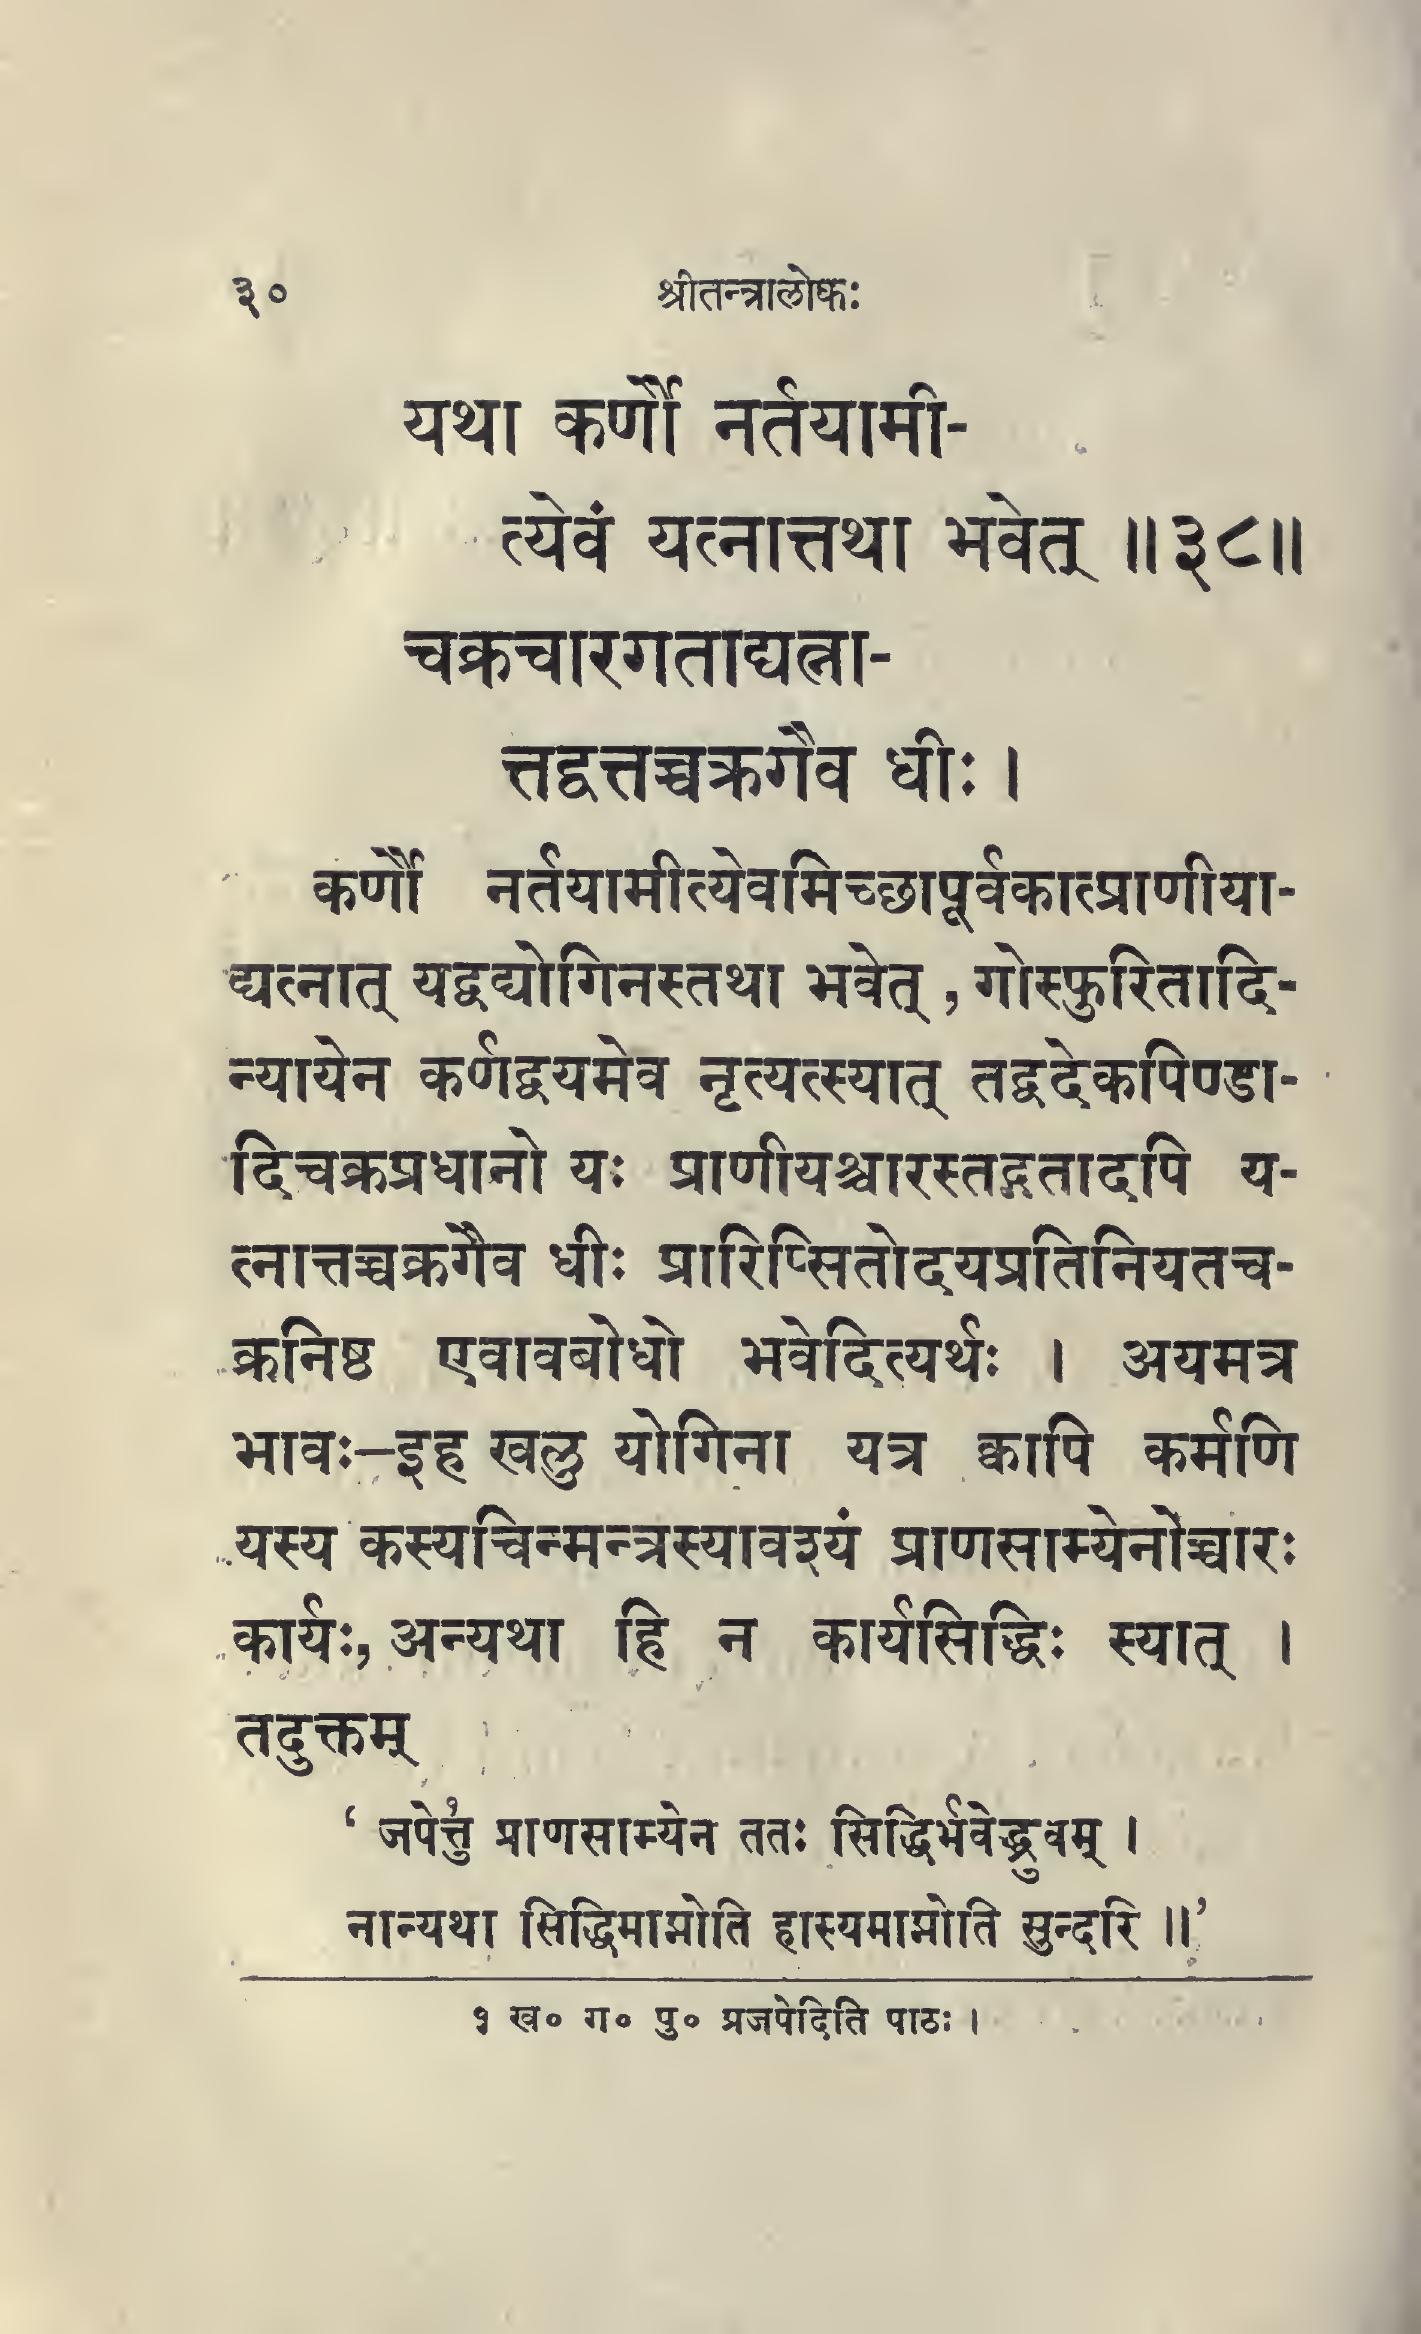 ३० श्रीतन्त्रालोकः
यथा कर्णौ नर्तयामी-
त्येवं यत्नात्तथा भवेत् ॥३८॥
चक्रचारगताद्यत्ना-
त्तद्वत्तच्चक्रगैव धीः ।
कर्णौ नर्तयामीत्येवमिच्छापूर्वकात्प्राणीया-
द्यत्नात् यद्वद्योगिनस्तथा भवेत् , गोस्फुरितादि-
न्यायेन कर्णद्वयमेव नृत्यत्स्यात् तद्वदेकपिण्डा-
दिचक्रप्रधानो यः प्राणीयश्चारस्तद्गतादपि य-
त्नात्तच्चक्रगैव धीः प्रारिप्सितोदयप्रतिनियतच-
क्रनिष्ठ एवावबोधो भवेदित्यर्थः । अयमत्र
भावः—इह खलु योगिना यत्र क्वापि कर्मणि
यस्य कस्यचिन्मन्त्रस्यावश्यं प्राणसाम्येनोच्चारः
कार्यः, अन्यथा हि न कार्यसिद्धिः स्यात् ।
तदुक्तम्
‘ जपेत्तु१ प्राणसाम्येन ततः सिद्धिर्भवेद्ध्रुवम् ।
नान्यथा सिद्धिमाप्नोति हास्यमाप्नोति सुन्दरि ॥’
१ ख० ग० पु० प्रजपेदिति पाठः ।